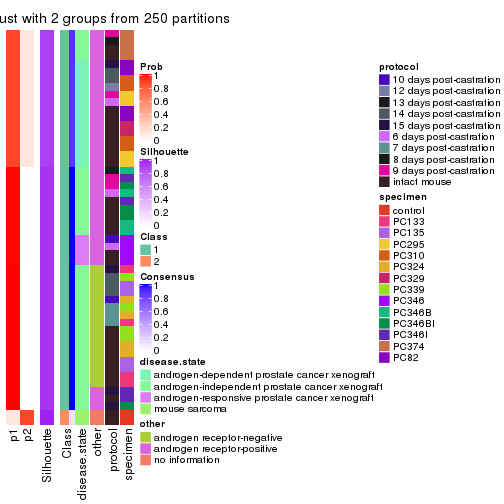 ust with 2 groups from 250 partitions
Prob
1
0.8
0.6
0.4
0.2
0
Silhouette
1
0.8
0.6
0.4
0.2
0
Class
1
2
Consensus
1
0.8
0.6
0.4
0.2
0
disease.state
androgen-dependent prostate cancer xenograft
androgen-independent prostate cancer xenograft
androgen-responsive prostate cancer xenograft
mouse sarcoma
other
androgen receptor-negative
androgen receptor-positive
no information
protocol
10 days post-castration
12 days post-castration
13 days post-castration
14 days post-castration
15 days post-castration
6 days post-castration
7 days post-castration
8 days post-castration
9 days post-castration
intact mouse
specimen
control
PC133
PC135
PC295
PC310
PC324
PC329
PC339
PC346
PC346B
PC346BI
PC346I
PC374
PC82
p1
p2
Silhouette
Class
disease.state
other
protocol
specimen